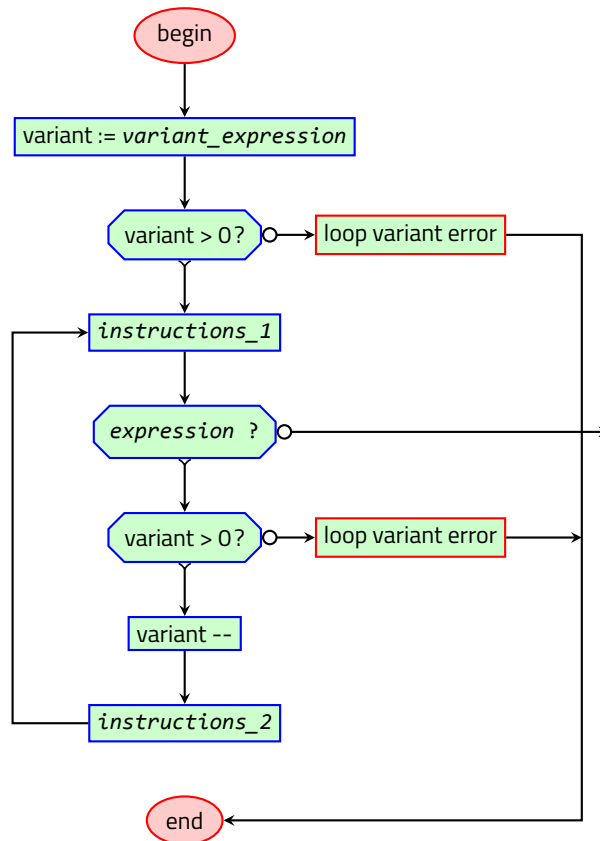 begin
variant := variant_expression
variant > 0?
loop variant error
instructions_1
expression ?
variant > 0?
loop variant error
variant --
instructions_2
end